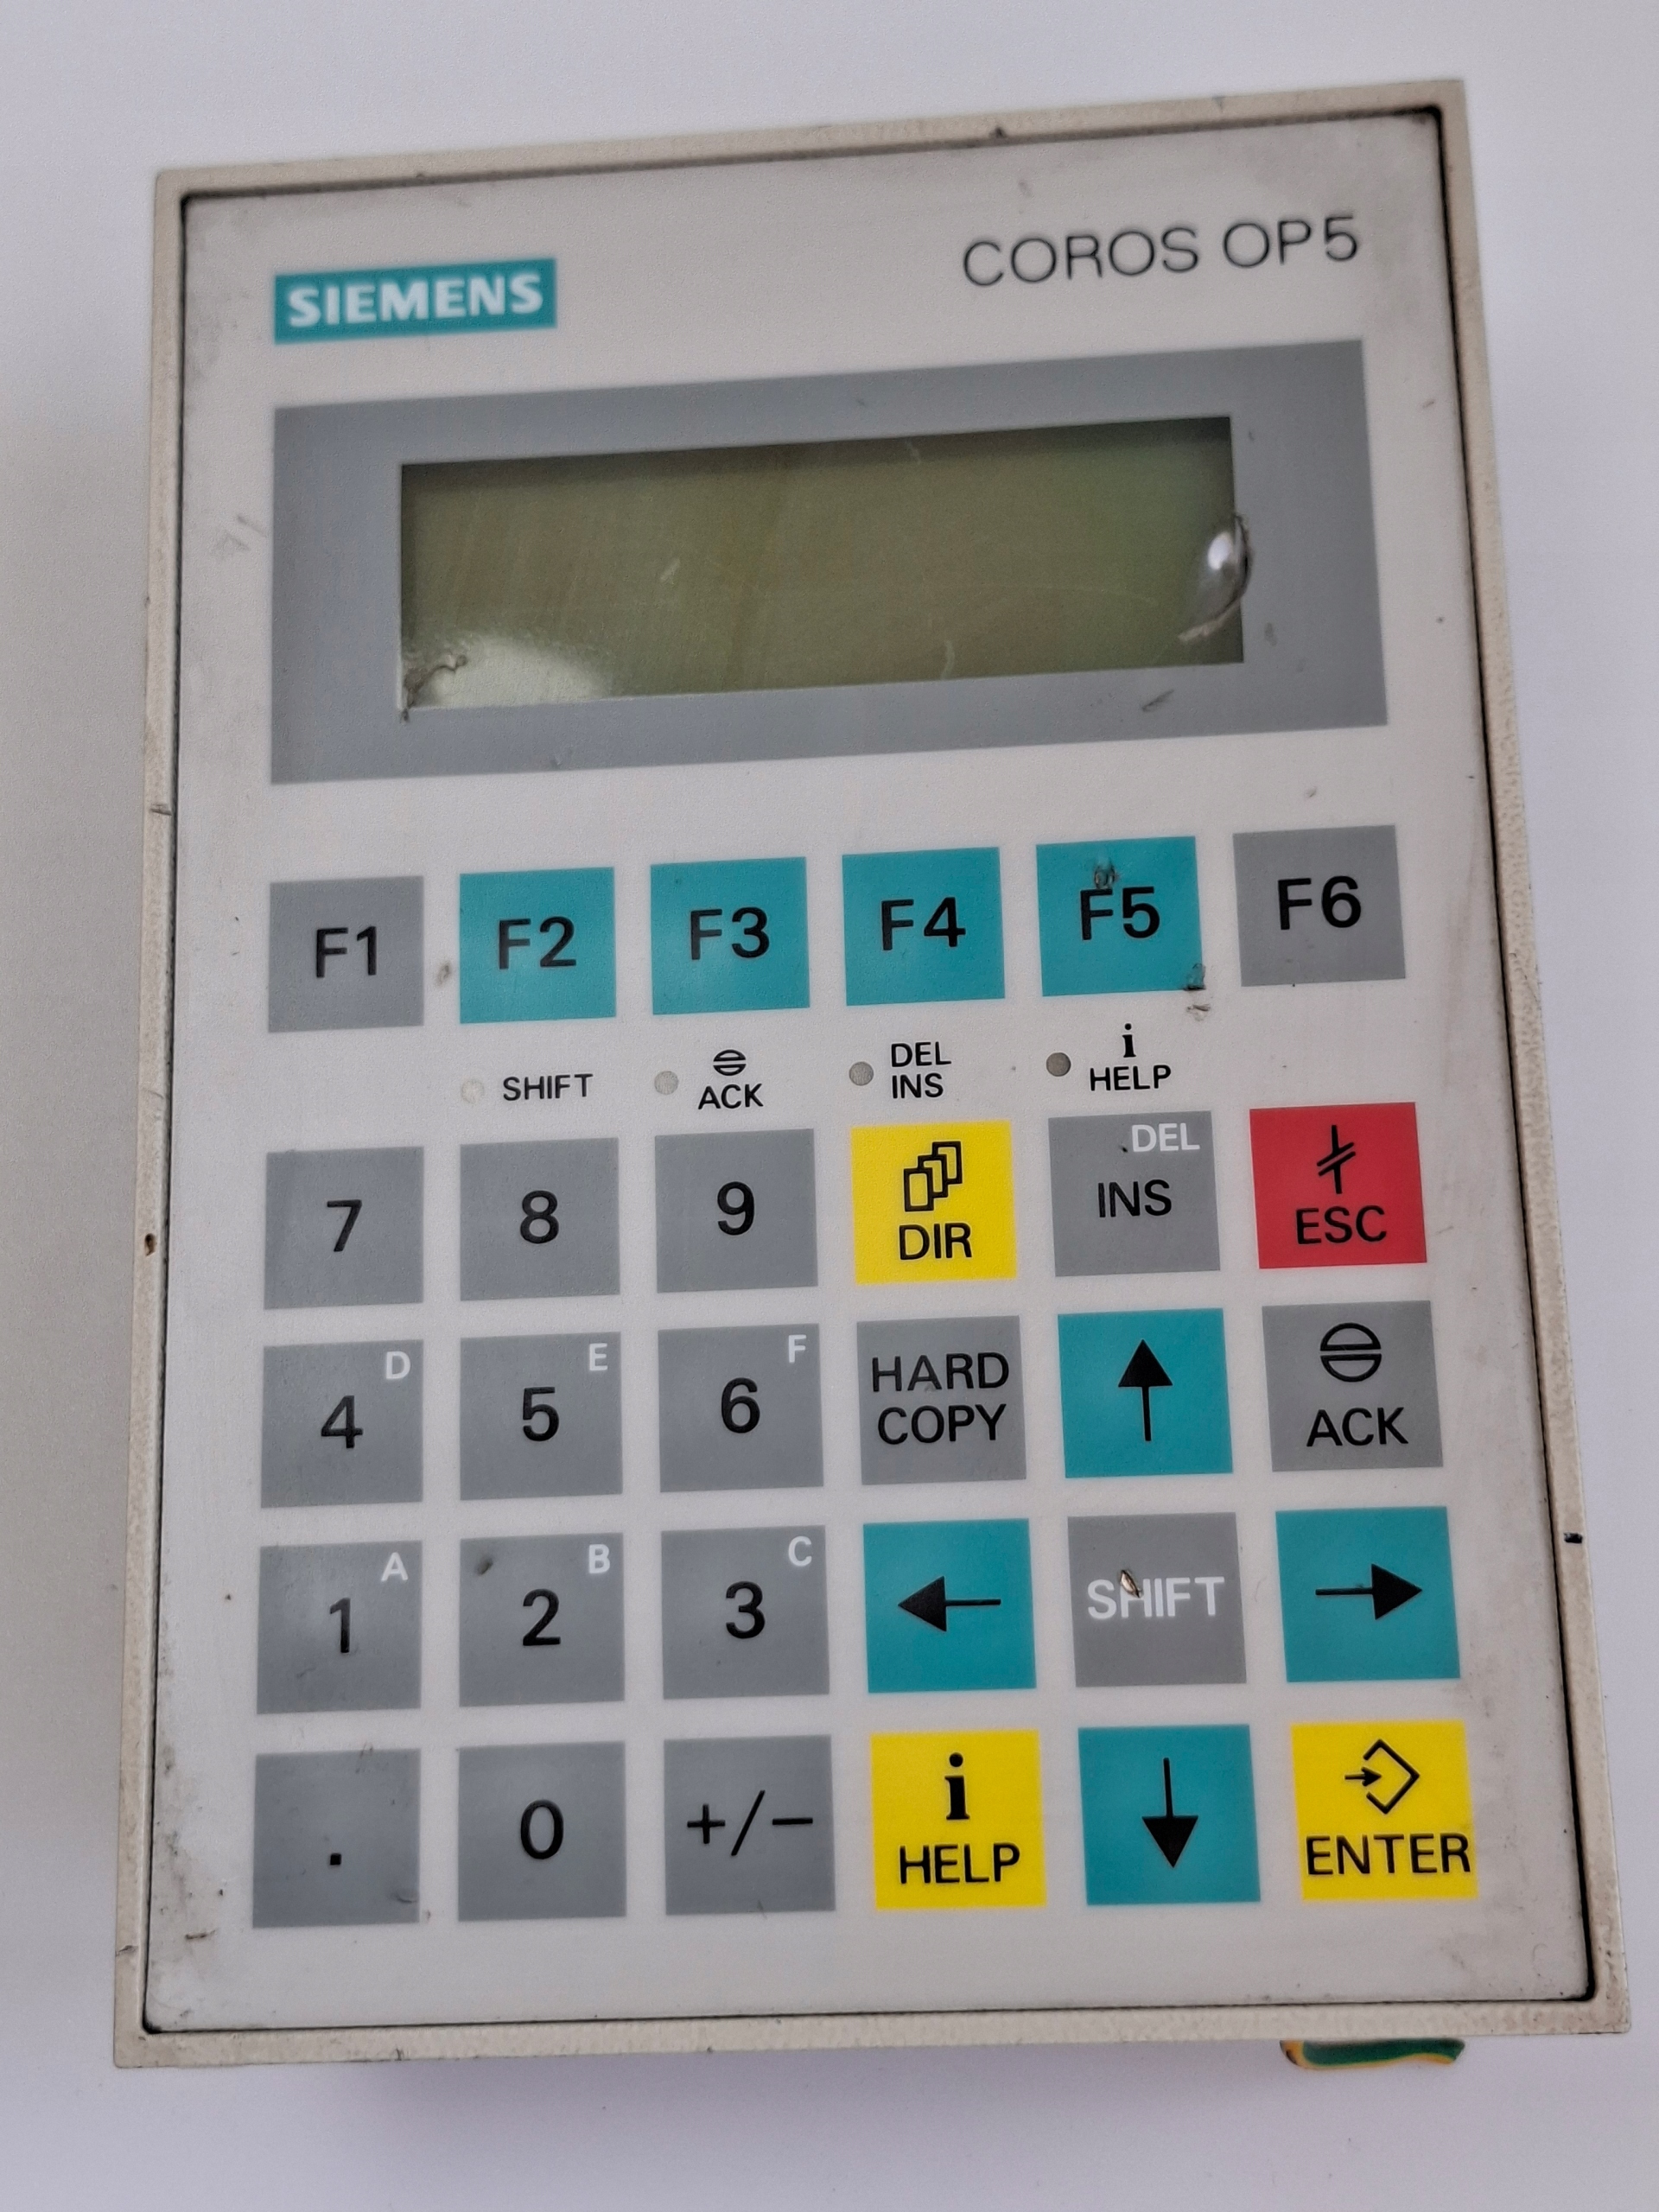 SIEMENS
COROS OP5
F1 F2 F3 F4 F5 F6
SHIFT ACK DEL INS i HELP
7 8 9 DIR DEL INS ESC
4 D 5 E 6 F HARD COPY ACK
1 A 2 B 3 C SHIFT
. 0 +/− i HELP ENTER